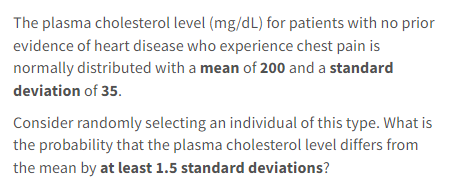 The plasma cholesterol level (mg/dL) for patients with no prior
evidence of heart disease who experience chest pain is
normally distributed with a mean of 200 and a standard
deviation of 35.
Consider randomly selecting an individual of this type. What is
the probability that the plasma cholesterol level differs from
the mean by at least 1.5 standard deviations?